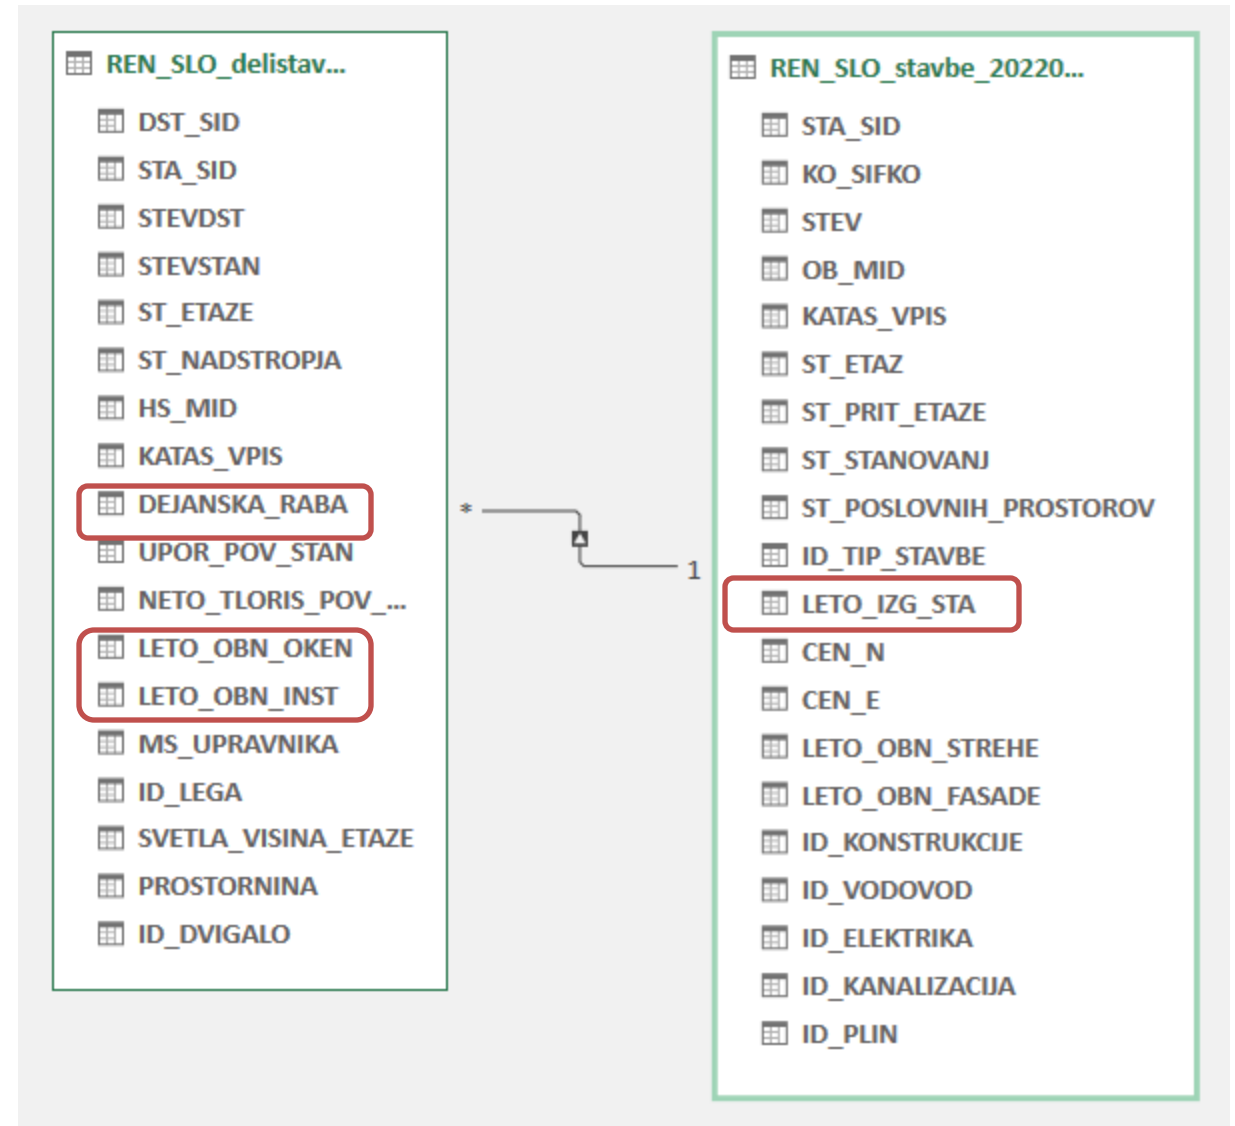 REN_SLO_delistav...
DST_SID
STA_SID
STEVDST
STEVSTAN
ST_ETAZE
ST_NADSTROPJA
HS_MID
KATAS_VPIS
DEJANSKA_RABA
UPOR_POV_STAN
NETO_TLORIS_POV_...
LETO_OBN_OKEN
LETO_OBN_INST
MS_UPRAVNIKA
ID_LEGA
SVETLA_VISINA_ETAZE
PROSTORNINA
ID_DVIGALO
*
1
REN_SLO_stavbe_20220...
STA_SID
KO_SIFKO
STEV
OB_MID
KATAS_VPIS
ST_ETAZ
ST_PRIT_ETAZE
ST_STANOVANJ
ST_POSLOVNIH_PROSTOROV
ID_TIP_STAVBE
LETO_IZG_STA
CEN_N
CEN_E
LETO_OBN_STREHE
LETO_OBN_FASADE
ID_KONSTRUKCIJE
ID_VODOVOD
ID_ELEKTRIKA
ID_KANALIZACIJA
ID_PLIN